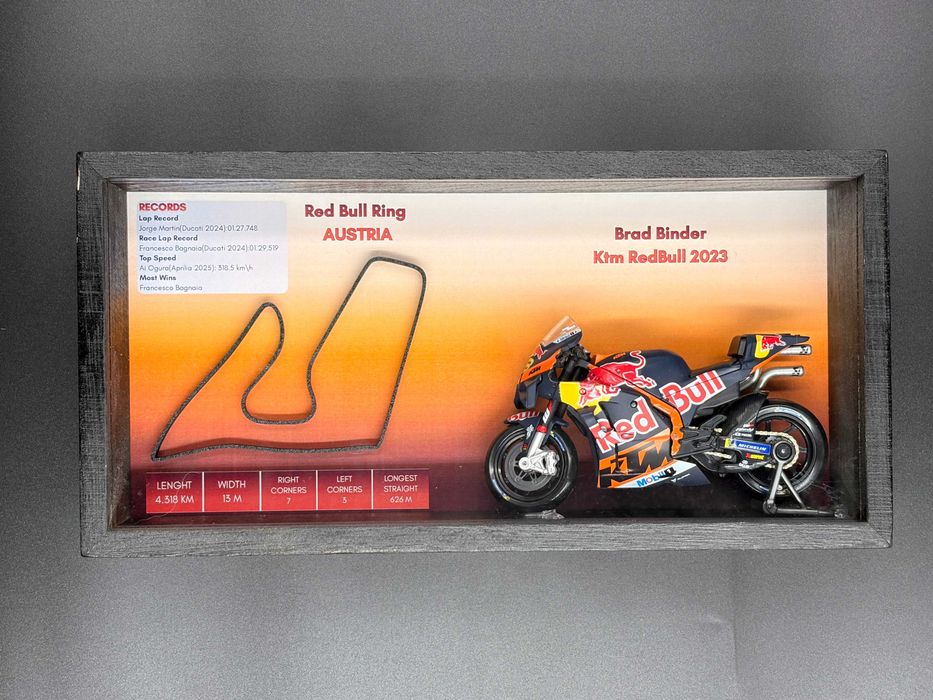 RECORDS
Lap Record
Jorge Martin(Ducati 2024):01.27.748
Race Lap Record
Francesco Bagnaia(Ducati 2024):01:29,519
Top Speed
Ai Ogura(Aprilia 2025): 318.5 km\h
Most Wins
Francesco Bagnaia
Red Bull Ring
AUSTRIA
Brad Binder
Ktm RedBull 2023
LENGHT
4.318 KM
WIDTH
13 M
RIGHT
CORNERS
7
LEFT
CORNERS
3
LONGEST
STRAIGHT
626 M
KTM
Red Bull
Bull
KTM
Mobil
MICHELIN